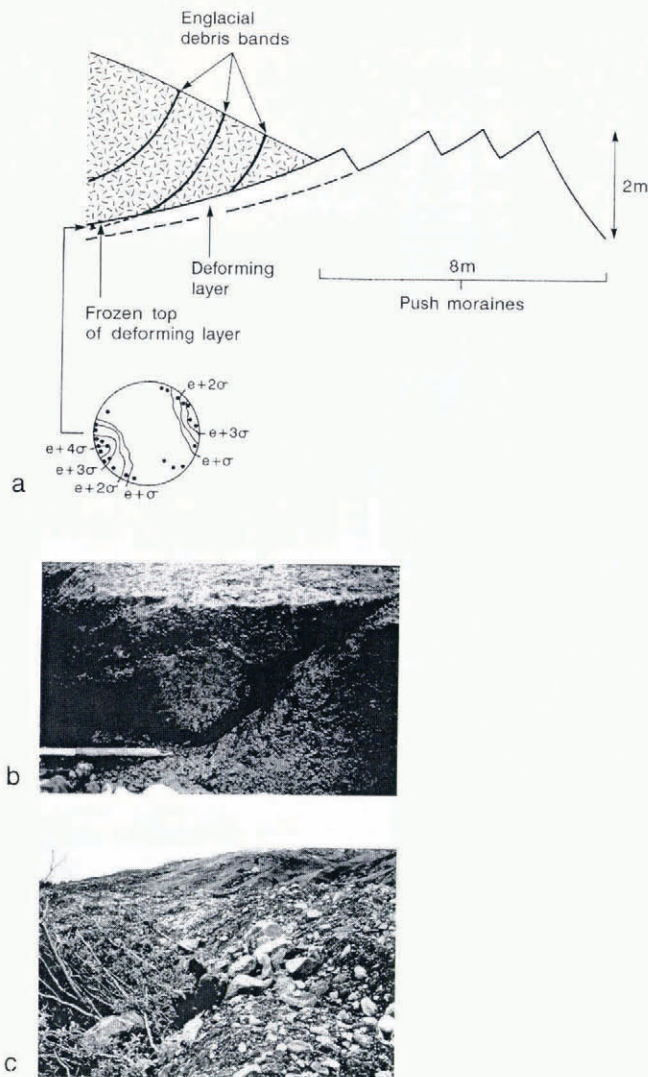 Englacial
debris bands
2m
8m
Push moraines
Deforming
layer
Frozen top
of deforming layer
e+2σ
e+3σ
e+σ
e+4σ
e+3σ
e+2σ
e+σ
a
b
c